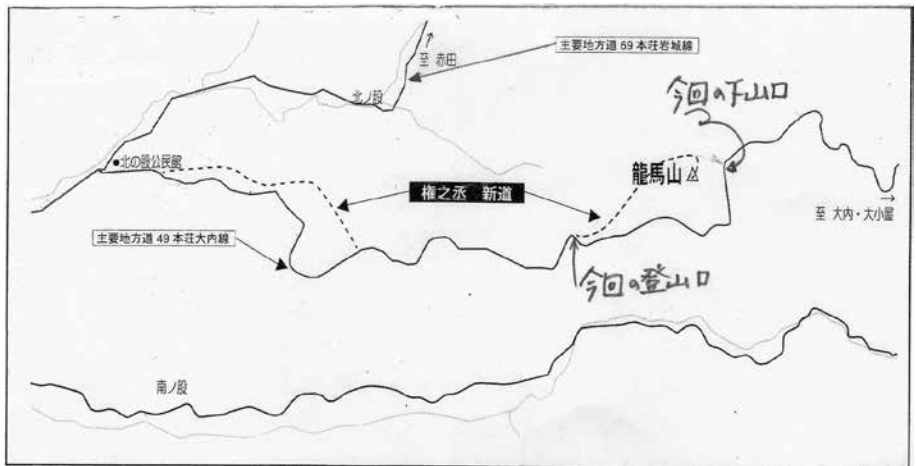 主要地方道 69 本荘岩城線
至 赤田
北ノ股
今回の下山口
●北の股公民館
龍馬山
権之丞 新道
至 大内・大小屋
主要地方道 49 本荘大内線
今回の登山口
南ノ股